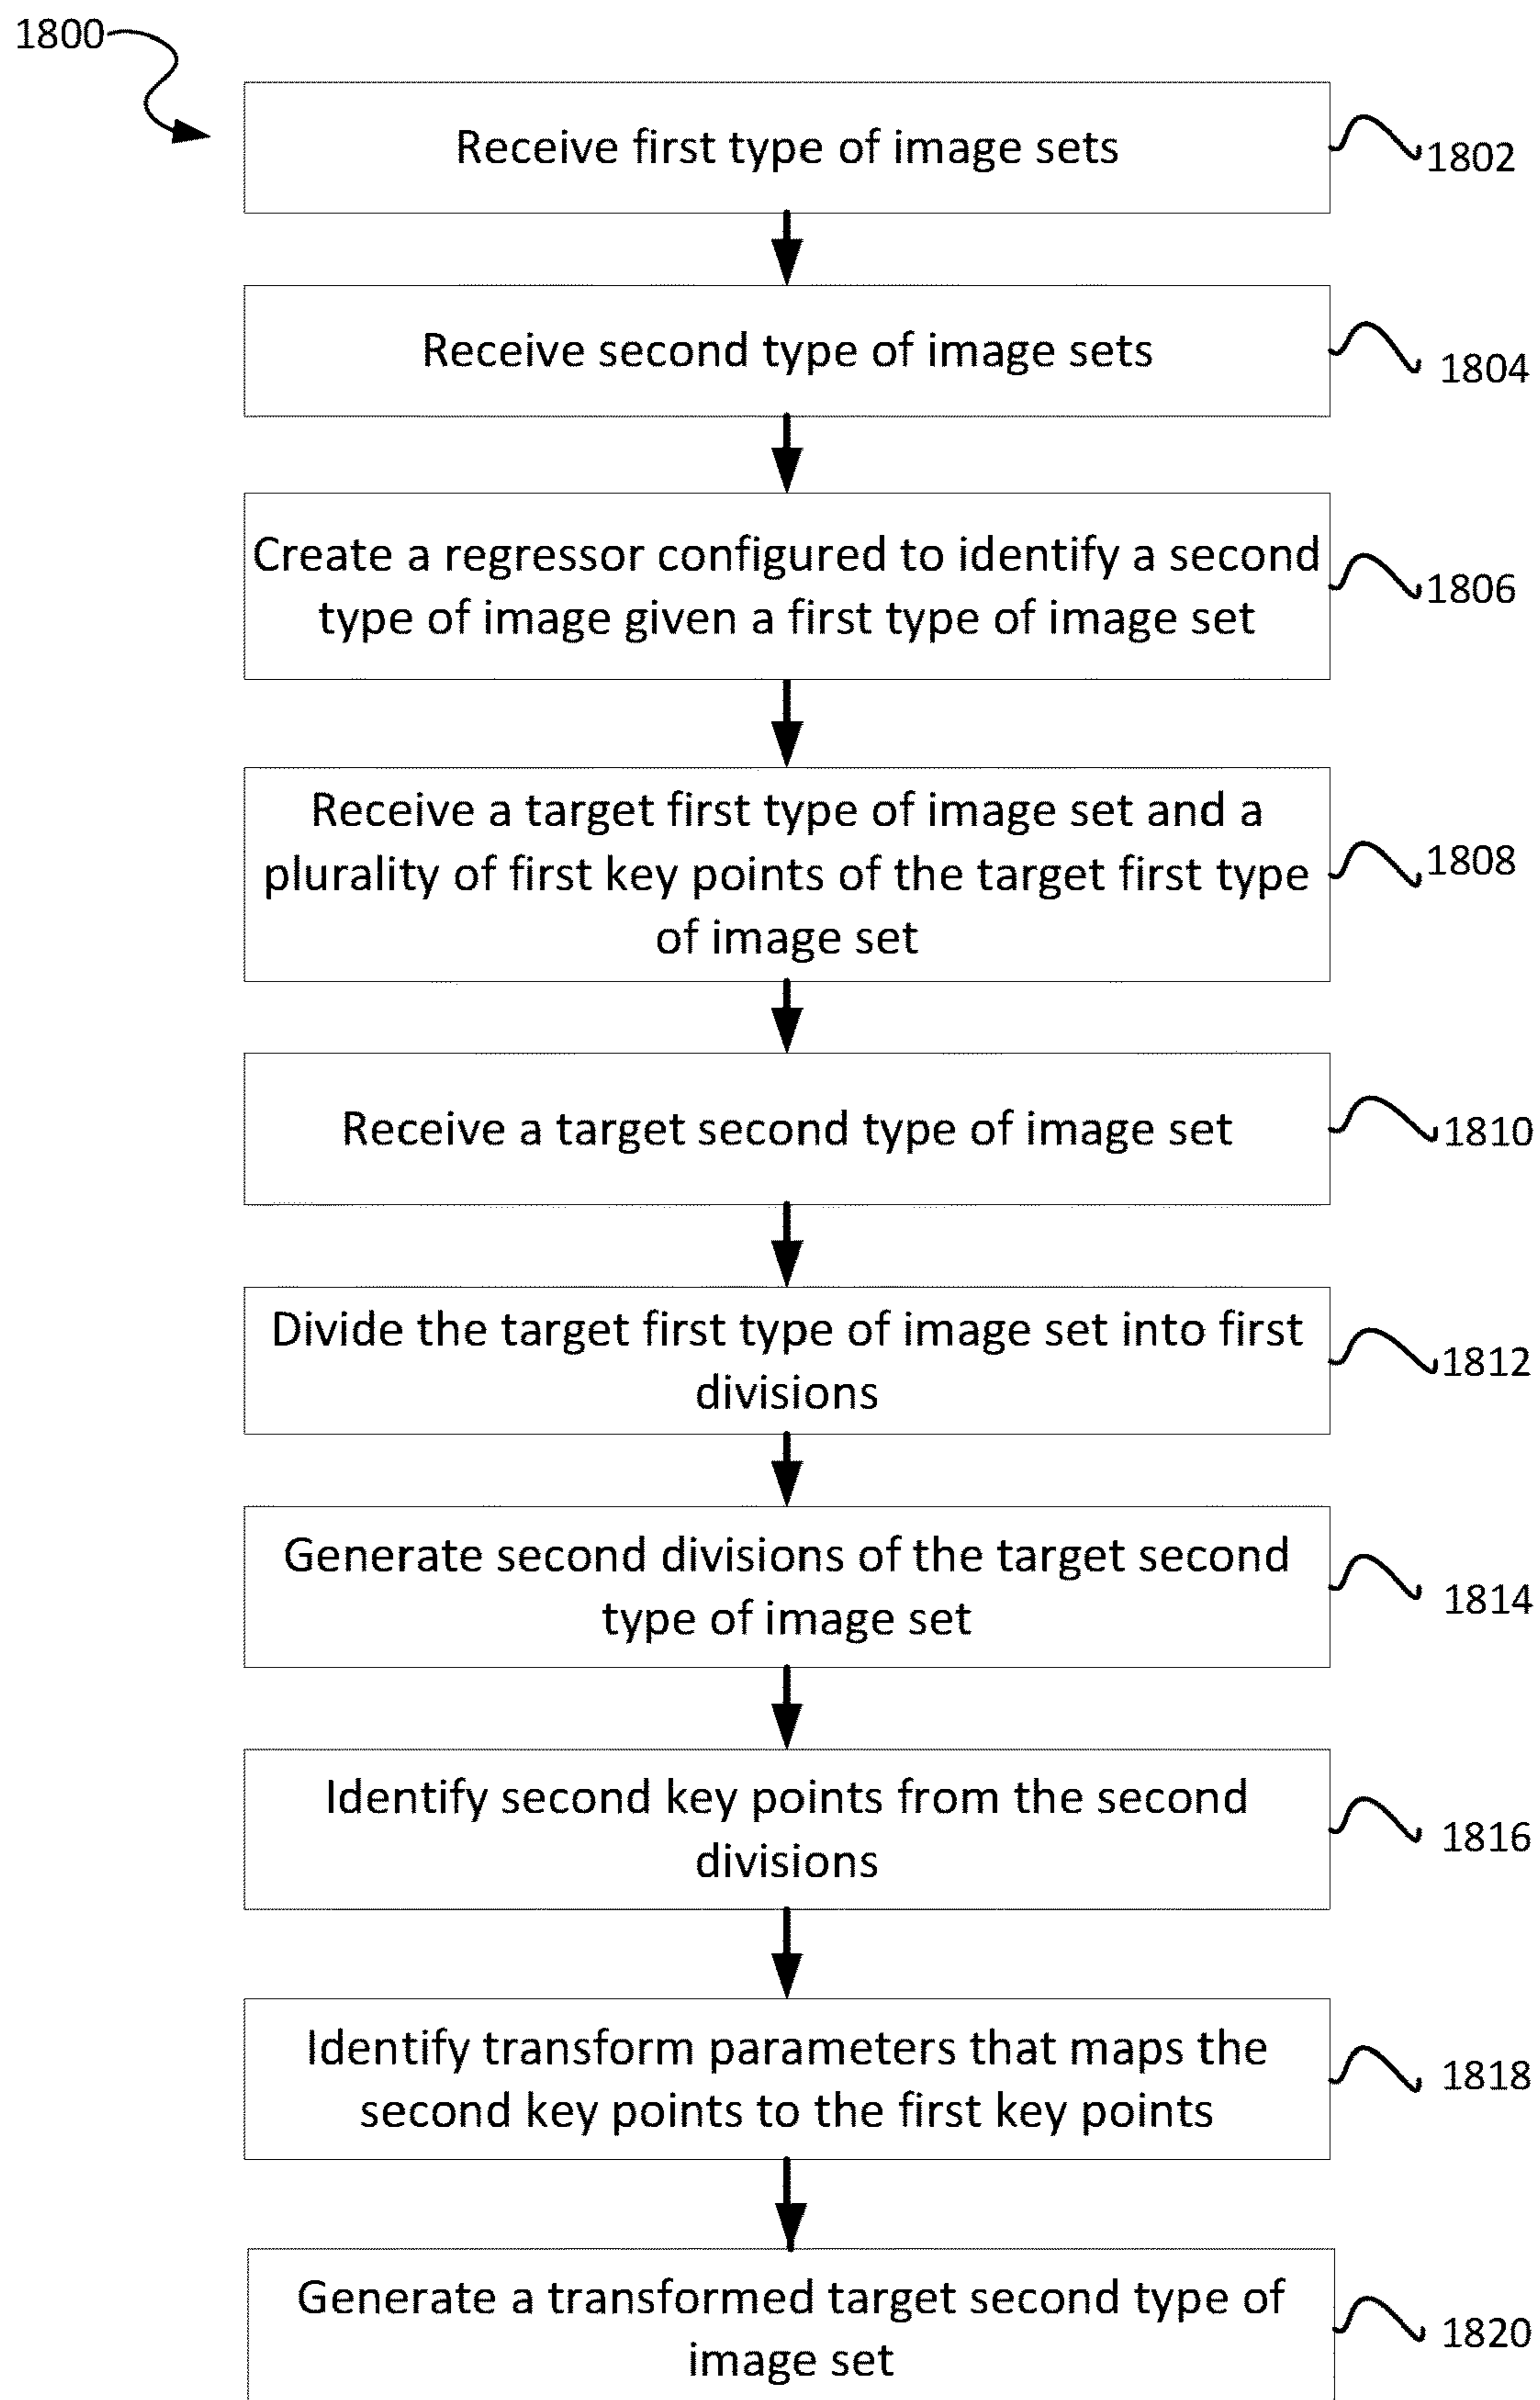 1800
Receive first type of image sets
1802
Receive second type of image sets
1804
Create a regressor configured to identify a second
type of image given a first type of image set
1806
Receive a target first type of image set and a
plurality of first key points of the target first type
of image set
1808
Receive a target second type of image set
1810
Divide the target first type of image set into first
divisions
1812
Generate second divisions of the target second
type of image set
1814
Identify second key points from the second
divisions
1816
Identify transform parameters that maps the
second key points to the first key points
1818
Generate a transformed target second type of
image set
1820